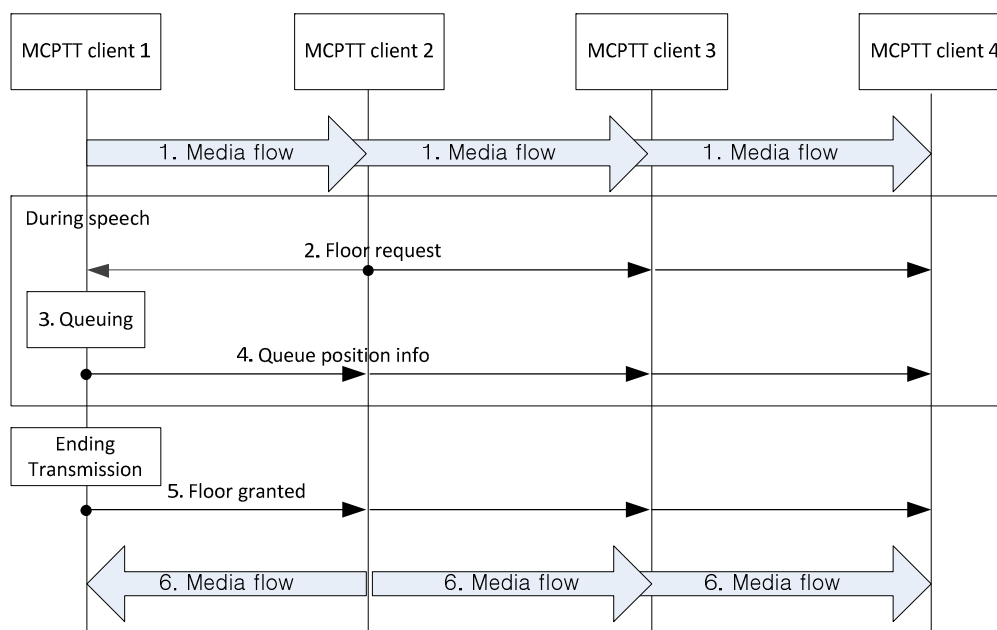 MCPTT client 1
MCPTT client 2
MCPTT client 3
MCPTT client 4
1. Media flow
1. Media flow
1. Media flow
During speech
2. Floor request
3. Queuing
4. Queue position info
Ending
Transmission
5. Floor granted
6. Media flow
6. Media flow
6. Media flow